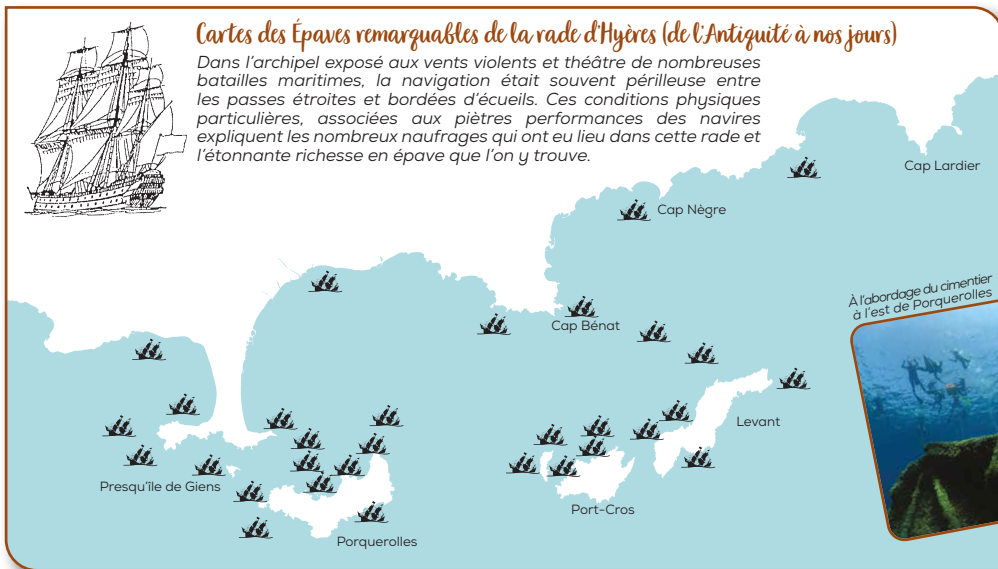 Cartes des Épaves remarquables de la rade d'Hyères (de l'Antiquité à nos jours)
Dans l'archipel exposé aux vents violents et théâtre de nombreuses
batailles maritimes, la navigation était souvent périlleuse entre
les passes étroites et bordées d'écueils. Ces conditions physiques
particulières, associées aux piètres performances des navires
expliquent les nombreux naufrages qui ont eu lieu dans cette rade et
l'étonnante richesse en épave que l'on y trouve.
Cap Lardier
Cap Nègre
À l'abordage du cimentier
à l'est de Porquerolles
Cap Bénat
Levant
Presqu'île de Giens
Port-Cros
Porquerolles